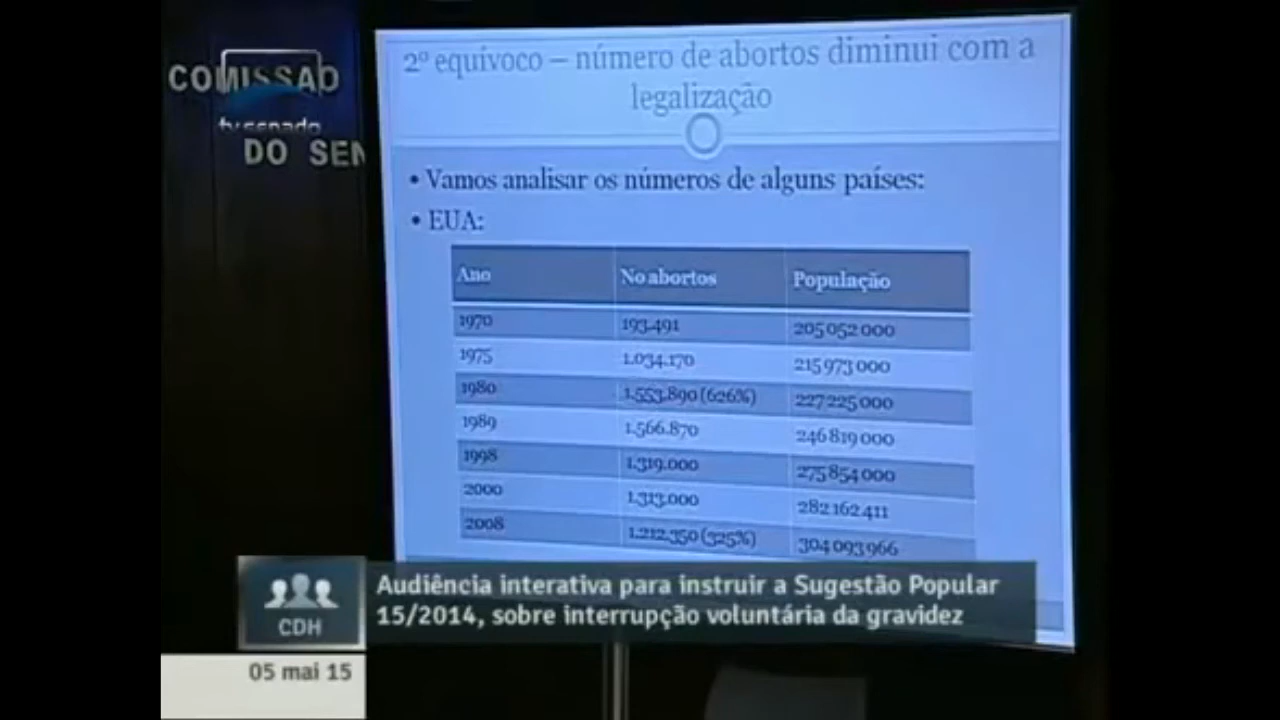 COMISSAO
tv senado
DO SEN
2º equívoco – número de abortos diminui com a
legalização
• Vamos analisar os números de alguns países:
• EUA:
Ano No abortos População
1970 193.491 205 052 000
1975 1.034.170 215 973 000
1980 1.553.890 (626%) 227 225 000
1989 1.566.870 246 819 000
1998 1.319.000 275 854 000
2000 1.313.000 282 162 411
2008 1.212.350 (325%) 304 093 966
Audiência interativa para instruir a Sugestão Popular
15/2014, sobre interrupção voluntária da gravidez
CDH
05 mai 15